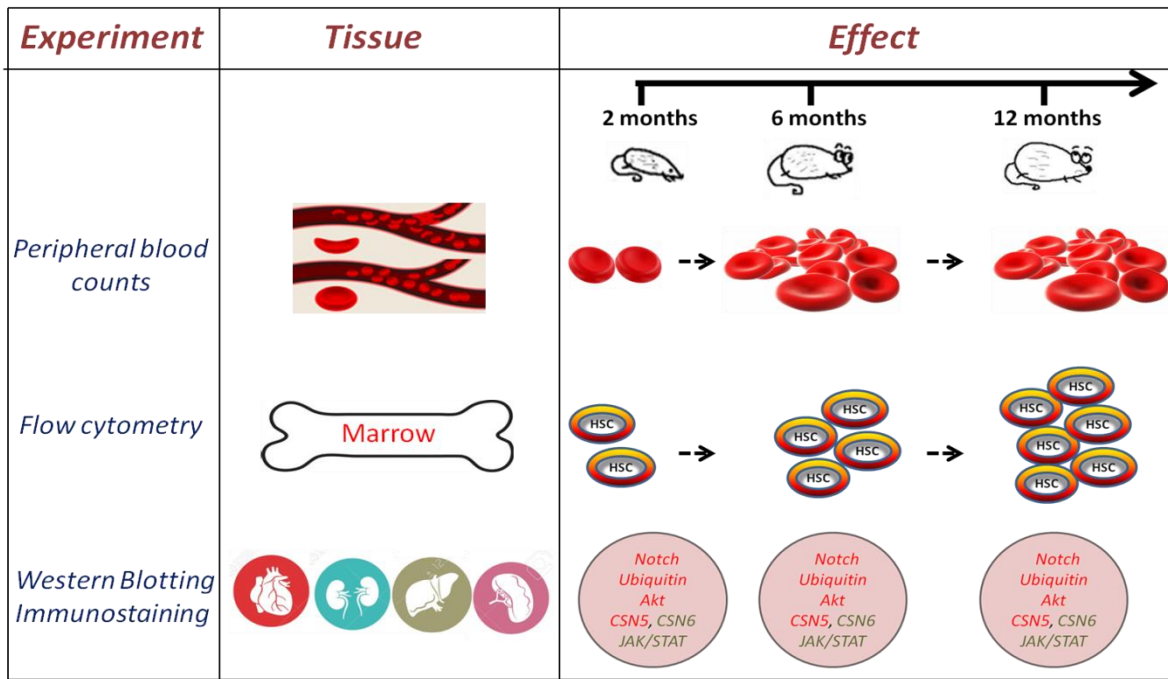 Experiment
Tissue
Effect
2 months
6 months
12 months
Peripheral blood
counts
Flow cytometry
Marrow
HSC
HSC
HSC
HSC
HSC
HSC
HSC
HSC
HSC
HSC
HSC
HSC
Western Blotting
Immunostaining
Notch
Ubiquitin
Akt
CSN5, CSN6
JAK/STAT
Notch
Ubiquitin
Akt
CSN5, CSN6
JAK/STAT
Notch
Ubiquitin
Akt
CSN5, CSN6
JAK/STAT